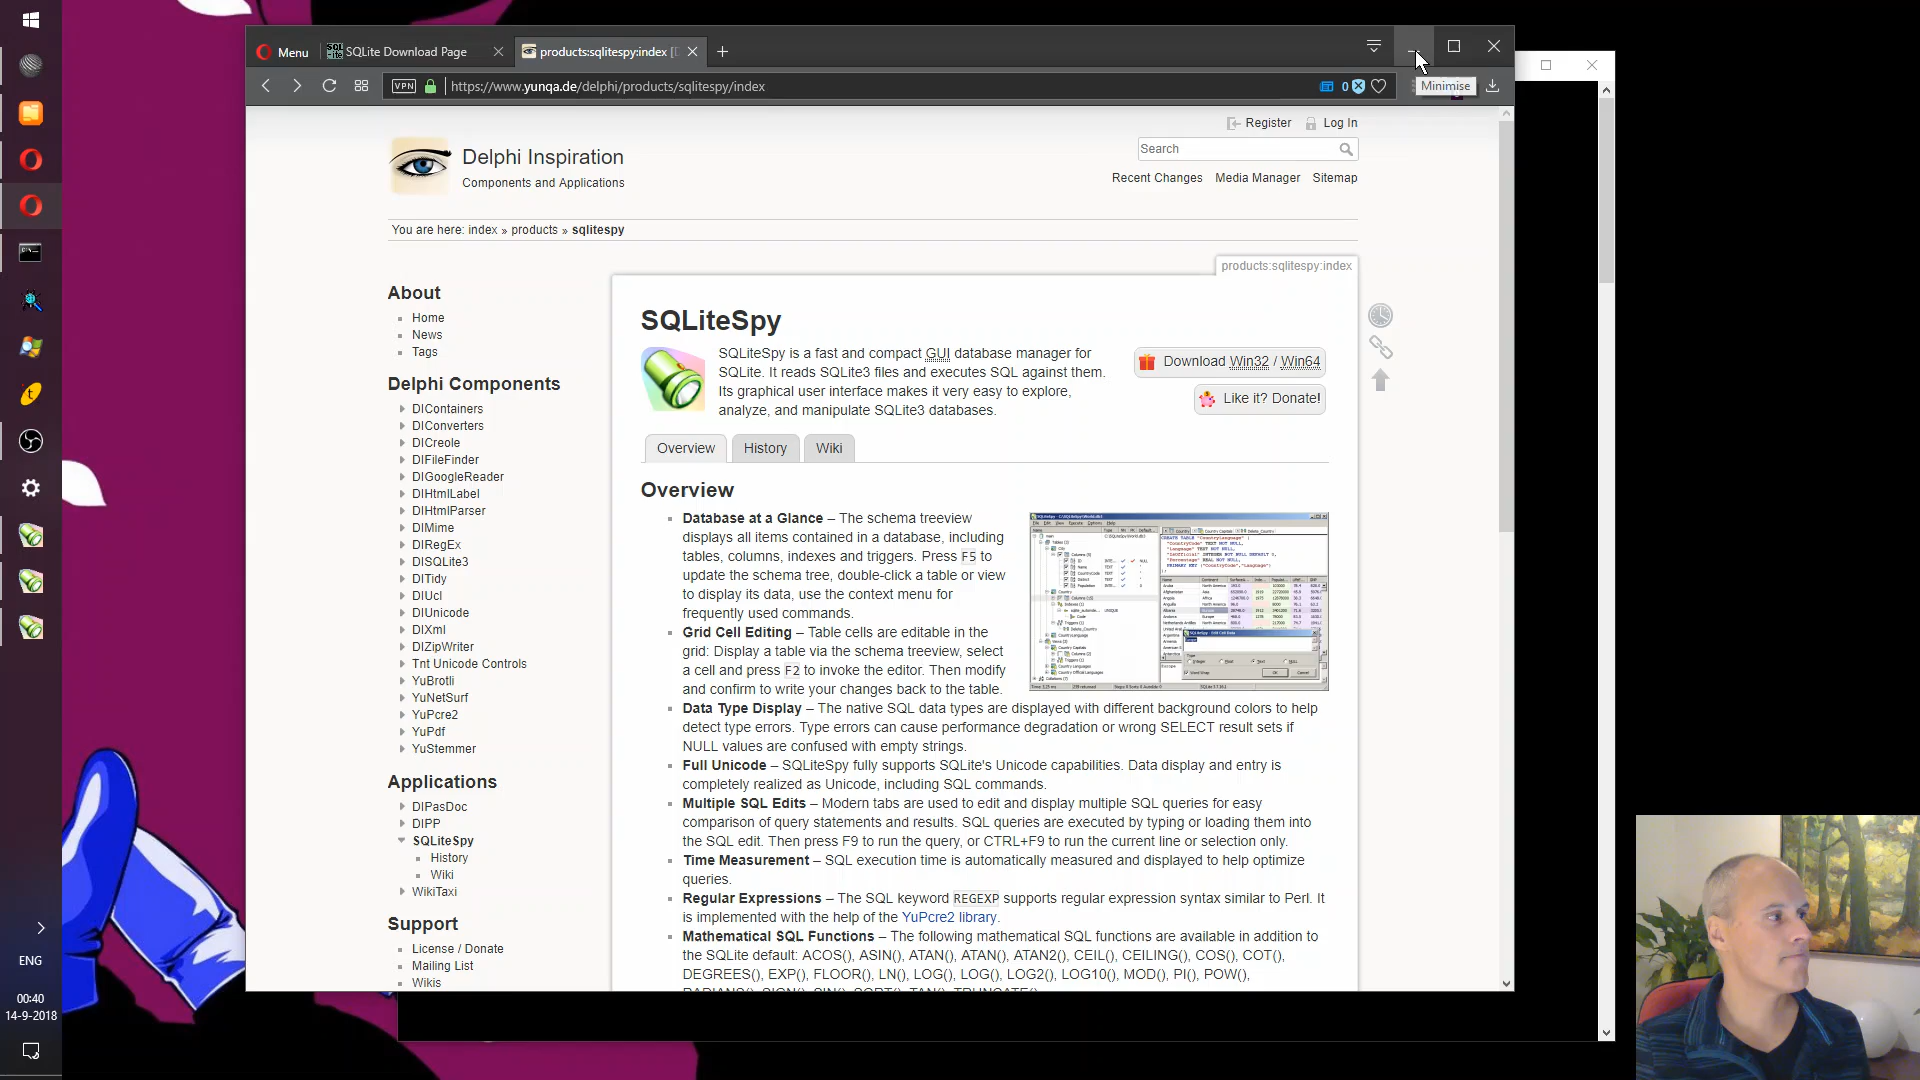 Menu
SQLite Download Page
products:sqlitespy:index [D
VPN
https://www.yunqa.de/delphi/products/sqlitespy/index
0
Minimise
Register
Log In
Delphi Inspiration
Components and Applications
Search
Recent Changes Media Manager Sitemap
You are here: index » products » sqlitespy
products:sqlitespy:index
About
Home
News
Tags
Delphi Components
DIContainers
DIConverters
DICreole
DIFileFinder
DIGoogleReader
DIHtmlLabel
DIHtmlParser
DIMime
DIRegEx
DISQLite3
DITidy
DIUcl
DIUnicode
DIXml
DIZipWriter
Tnt Unicode Controls
YuBrotli
YuNetSurf
YuPcre2
YuPdf
YuStemmer
Applications
DIPasDoc
DIPP
SQLiteSpy
History
Wiki
WikiTaxi
Support
License / Donate
Mailing List
Wikis
SQLiteSpy
SQLiteSpy is a fast and compact GUI database manager for
SQLite. It reads SQLite3 files and executes SQL against them.
Its graphical user interface makes it very easy to explore,
analyze, and manipulate SQLite3 databases.
Download Win32 / Win64
Like it? Donate!
Overview
History
Wiki
Overview
Database at a Glance – The schema treeview
displays all items contained in a database, including
tables, columns, indexes and triggers. Press F5 to
update the schema tree, double-click a table or view
to display its data, use the context menu for
frequently used commands.
Grid Cell Editing – Table cells are editable in the
grid: Display a table via the schema treeview, select
a cell and press F2 to invoke the editor. Then modify
and confirm to write your changes back to the table.
Data Type Display – The native SQL data types are displayed with different background colors to help
detect type errors. Type errors can cause performance degradation or wrong SELECT result sets if
NULL values are confused with empty strings.
Full Unicode – SQLiteSpy fully supports SQLite's Unicode capabilities. Data display and entry is
completely realized as Unicode, including SQL commands.
Multiple SQL Edits – Modern tabs are used to edit and display multiple SQL queries for easy
comparison of query statements and results. SQL queries are executed by typing or loading them into
the SQL edit. Then press F9 to run the query, or CTRL+F9 to run the current line or selection only.
Time Measurement – SQL execution time is automatically measured and displayed to help optimize
queries.
Regular Expressions – The SQL keyword REGEXP supports regular expression syntax similar to Perl. It
is implemented with the help of the YuPcre2 library.
Mathematical SQL Functions – The following mathematical SQL functions are available in addition to
the SQLite default: ACOS(), ASIN(), ATAN(), ATAN(), ATAN2(), CEIL(), CEILING(), COS(), COT(),
DEGREES(), EXP(), FLOOR(), LN(), LOG(), LOG(), LOG2(), LOG10(), MOD(), PI(), POW(),
RADIANS(), SIGN(), SIN(), SQRT(), TAN(), TRUNCATE().
ENG
00:40
14-9-2018